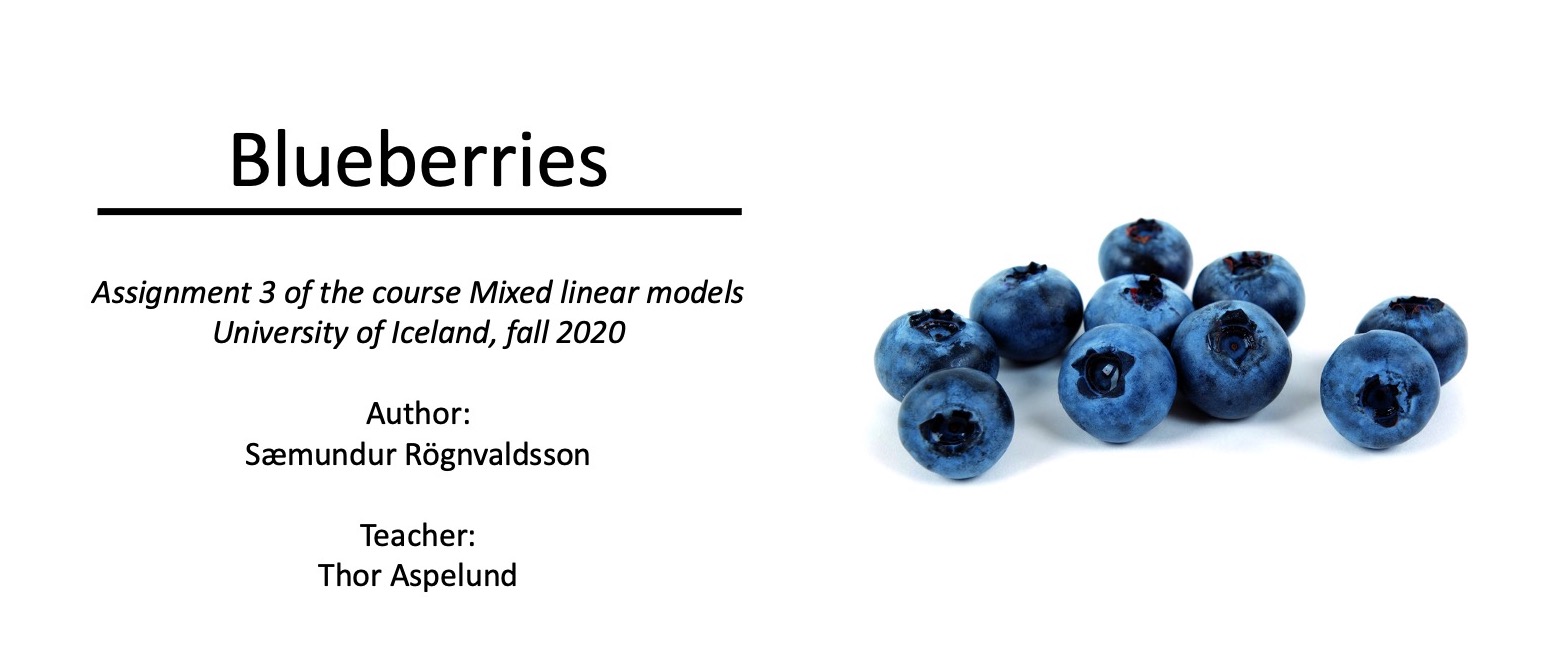 Blueberries
Assignment 3 of the course Mixed linear models
University of Iceland, fall 2020
Author:
Sæmundur Rögnvaldsson
Teacher:
Thor Aspelund